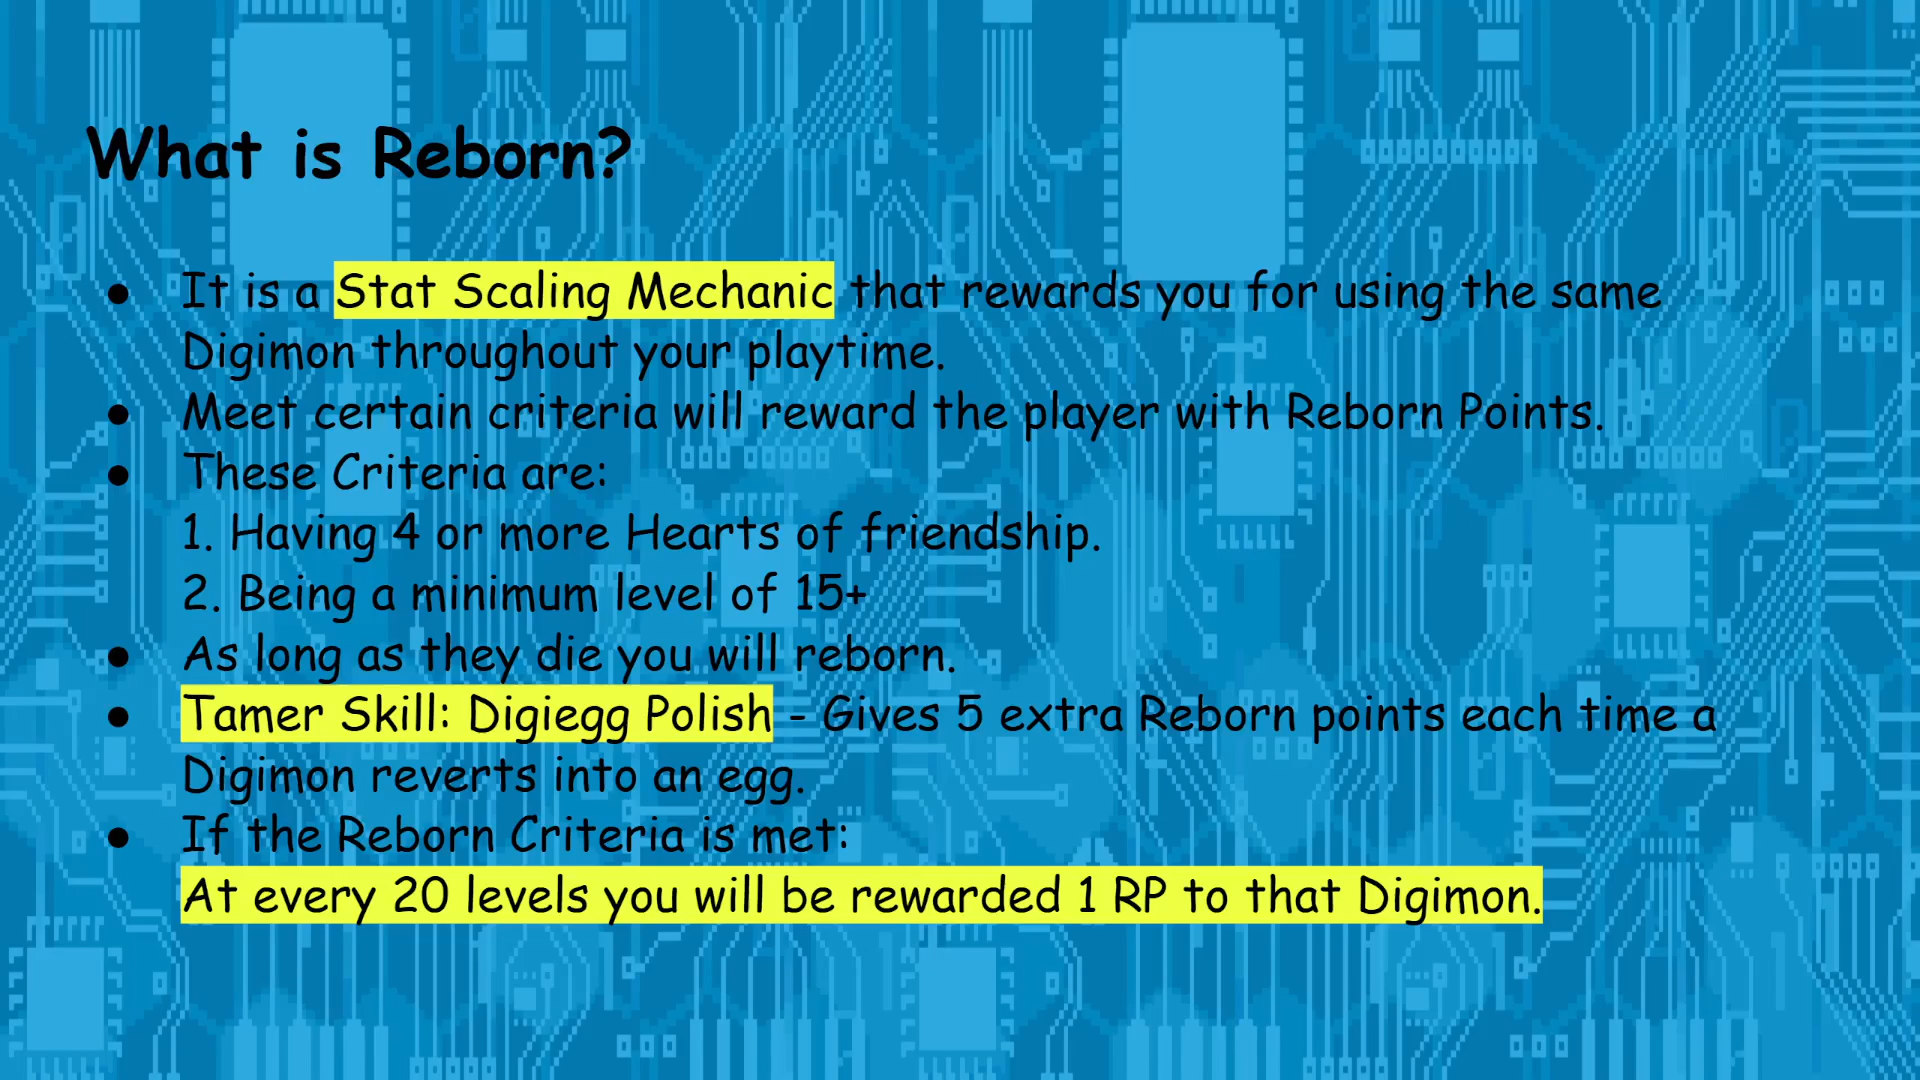 What is Reborn?
● It is a Stat Scaling Mechanic that rewards you for using the same
Digimon throughout your playtime.
● Meet certain criteria will reward the player with Reborn Points.
● These Criteria are:
1. Having 4 or more Hearts of friendship.
2. Being a minimum level of 15+
● As long as they die you will reborn.
● Tamer Skill: Digiegg Polish - Gives 5 extra Reborn points each time a
Digimon reverts into an egg.
● If the Reborn Criteria is met:
At every 20 levels you will be rewarded 1 RP to that Digimon.